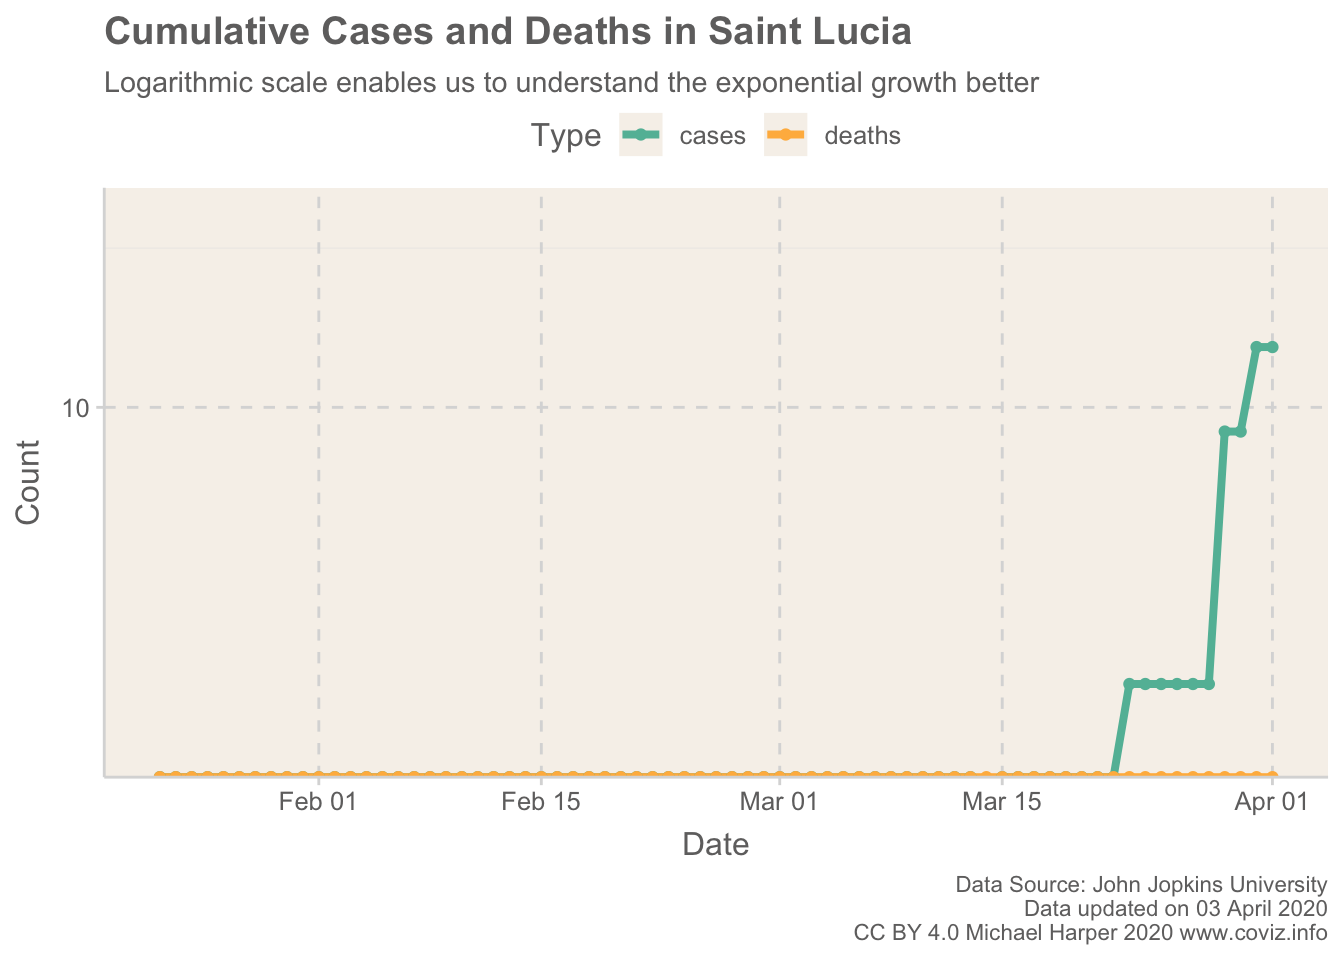 Cumulative Cases and Deaths in Saint Lucia
Logarithmic scale enables us to understand the exponential growth better
Type cases deaths
10
Count
Feb 01 Feb 15 Mar 01 Mar 15 Apr 01
Date
Data Source: John Jopkins University
Data updated on 03 April 2020
CC BY 4.0 Michael Harper 2020 www.coviz.info